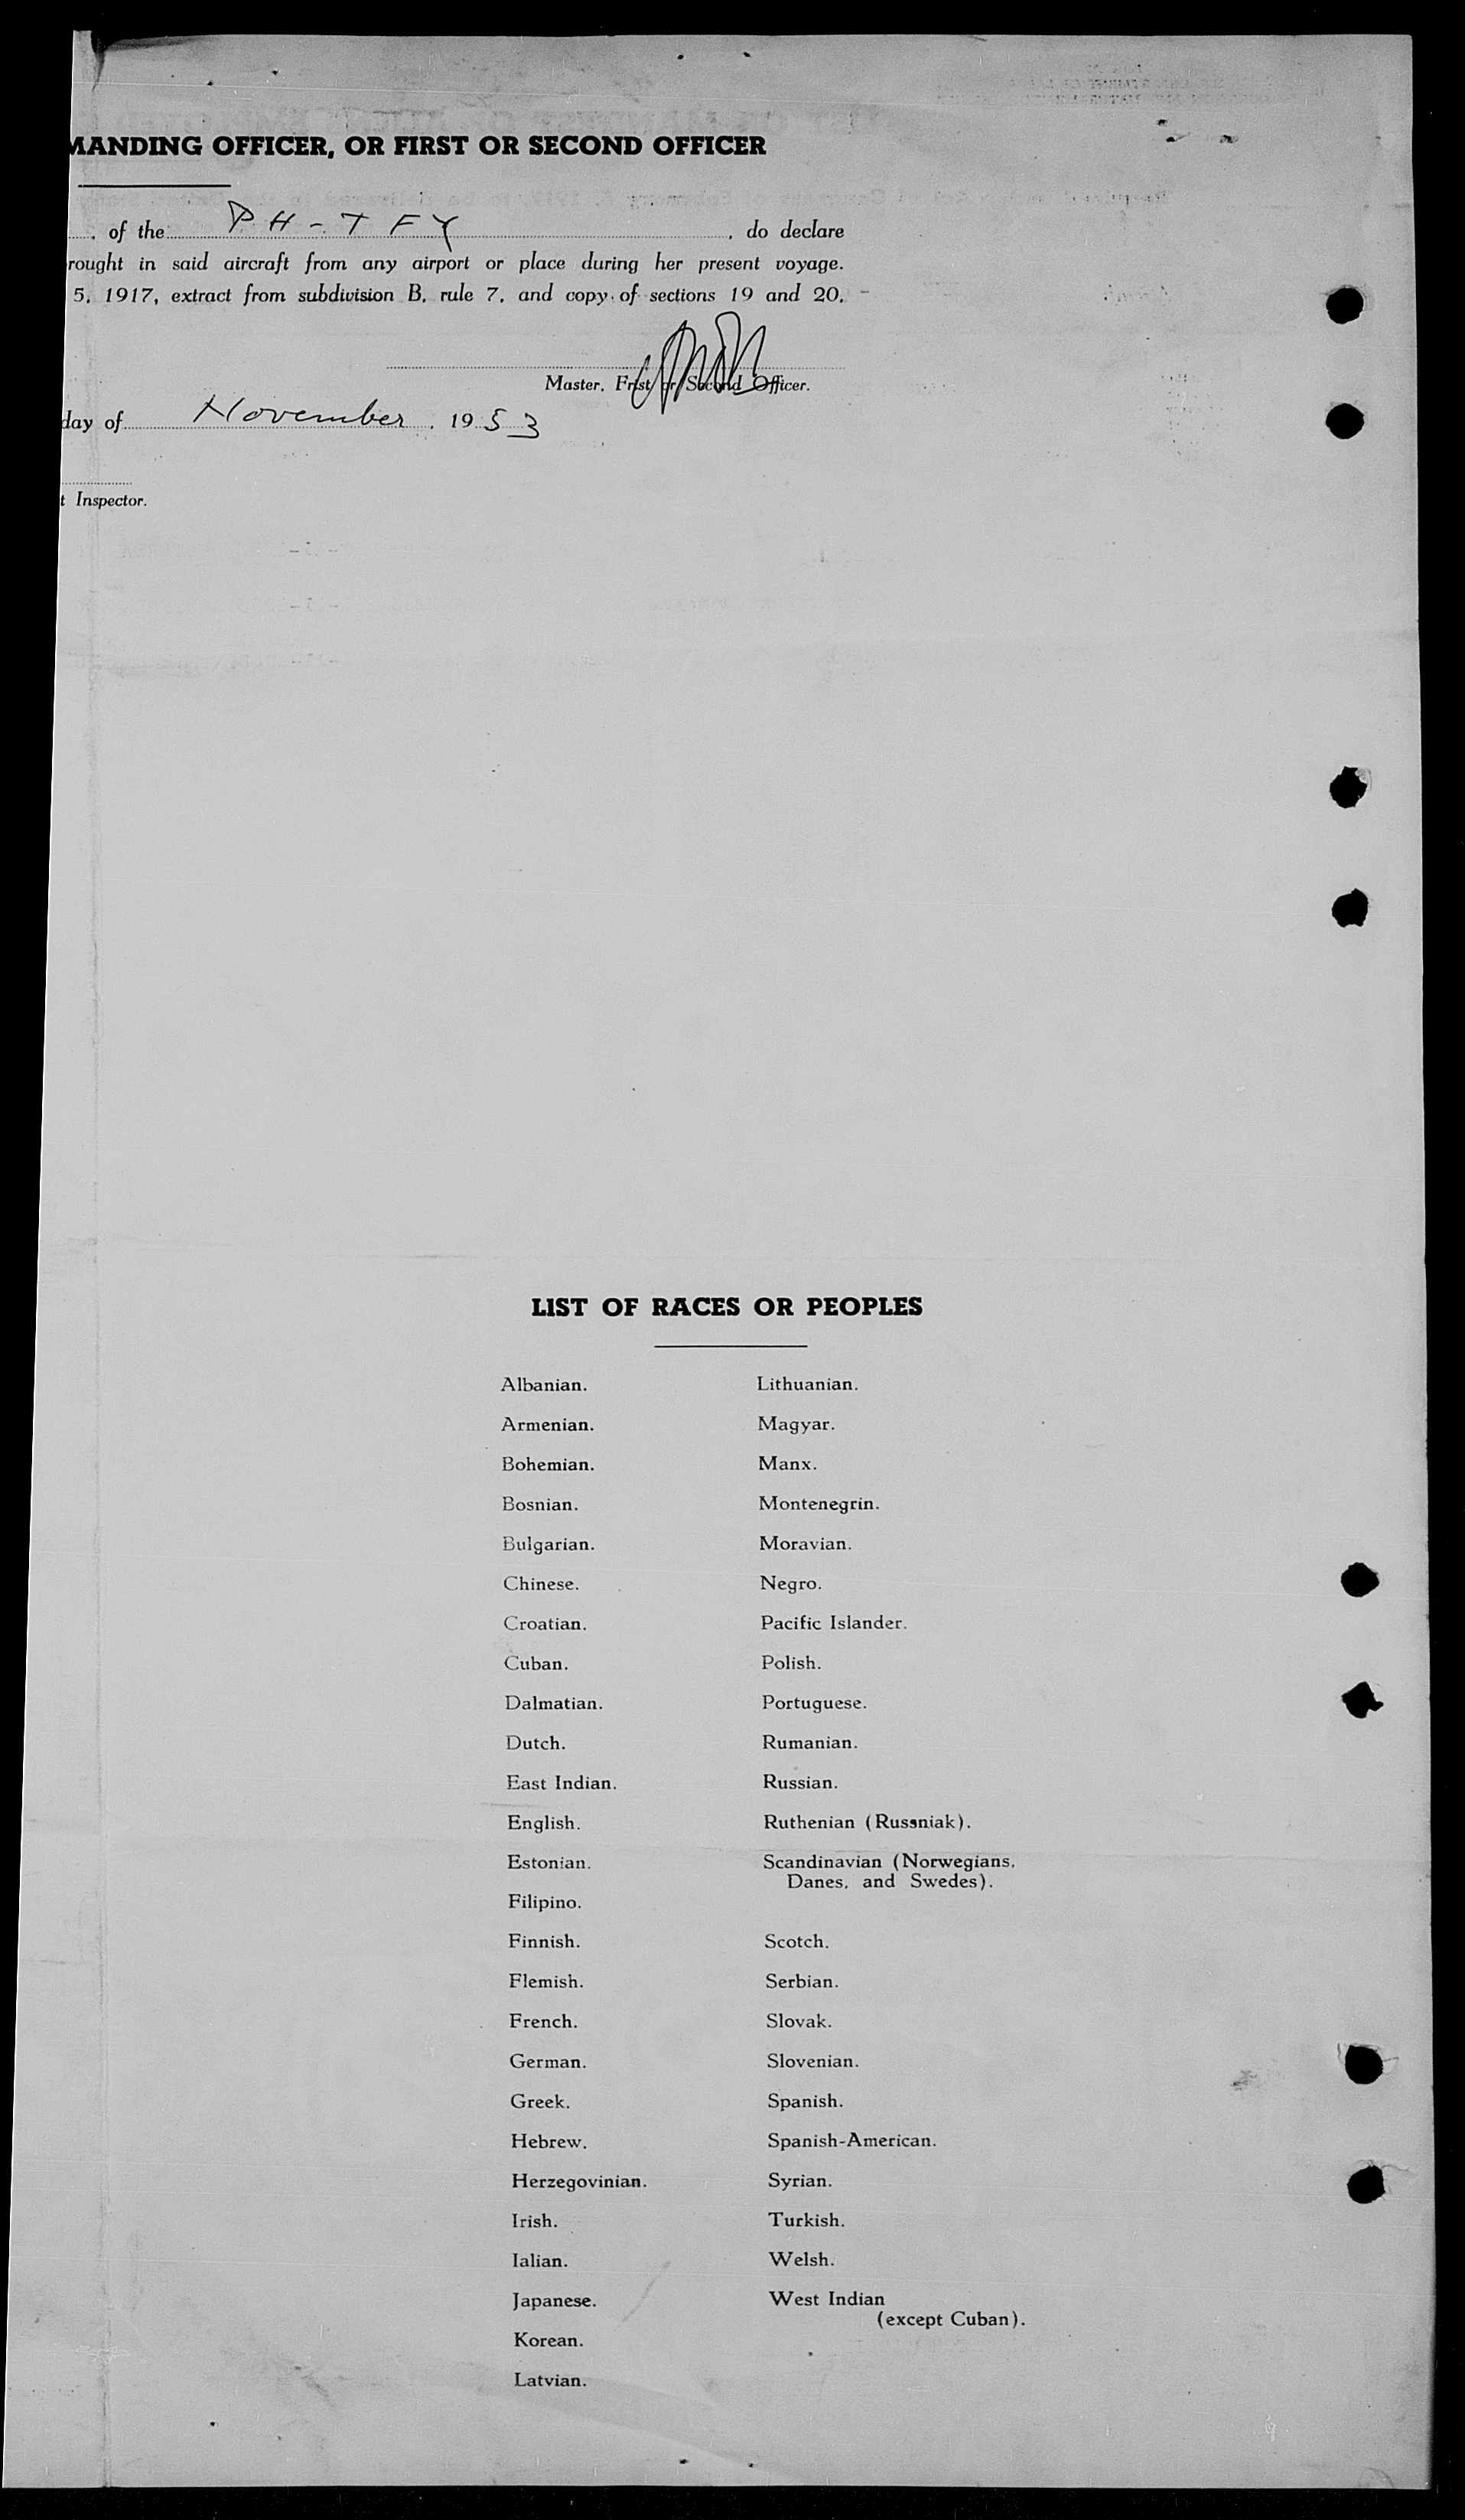 MANDING OFFICER, OR FIRST OR SECOND OFFICER
, of the PH-TFY, do declare
rought in said aircraft from any airport or place during her present voyage.
5, 1917, extract from subdivision B, rule 7, and copy of sections 19 and 20,
Master, Frist or Second Officer.
day of November, 1953
t Inspector.
LIST OF RACES OR PEOPLES
Albanian.
Armenian.
Bohemian.
Bosnian.
Bulgarian.
Chinese.
Croatian.
Cuban.
Dalmatian.
Dutch.
East Indian.
English.
Estonian.
Filipino.
Finnish.
Flemish.
French.
German.
Greek.
Hebrew.
Herzegovinian.
Irish.
Ialian.
Japanese.
Korean.
Latvian.
Lithuanian.
Magyar.
Manx.
Montenegrin.
Moravian.
Negro.
Pacific Islander.
Polish.
Portuguese.
Rumanian.
Russian.
Ruthenian (Russniak).
Scandinavian (Norwegians,
Danes, and Swedes).
Scotch.
Serbian.
Slovak.
Slovenian.
Spanish.
Spanish-American.
Syrian.
Turkish.
Welsh.
West Indian
(except Cuban).